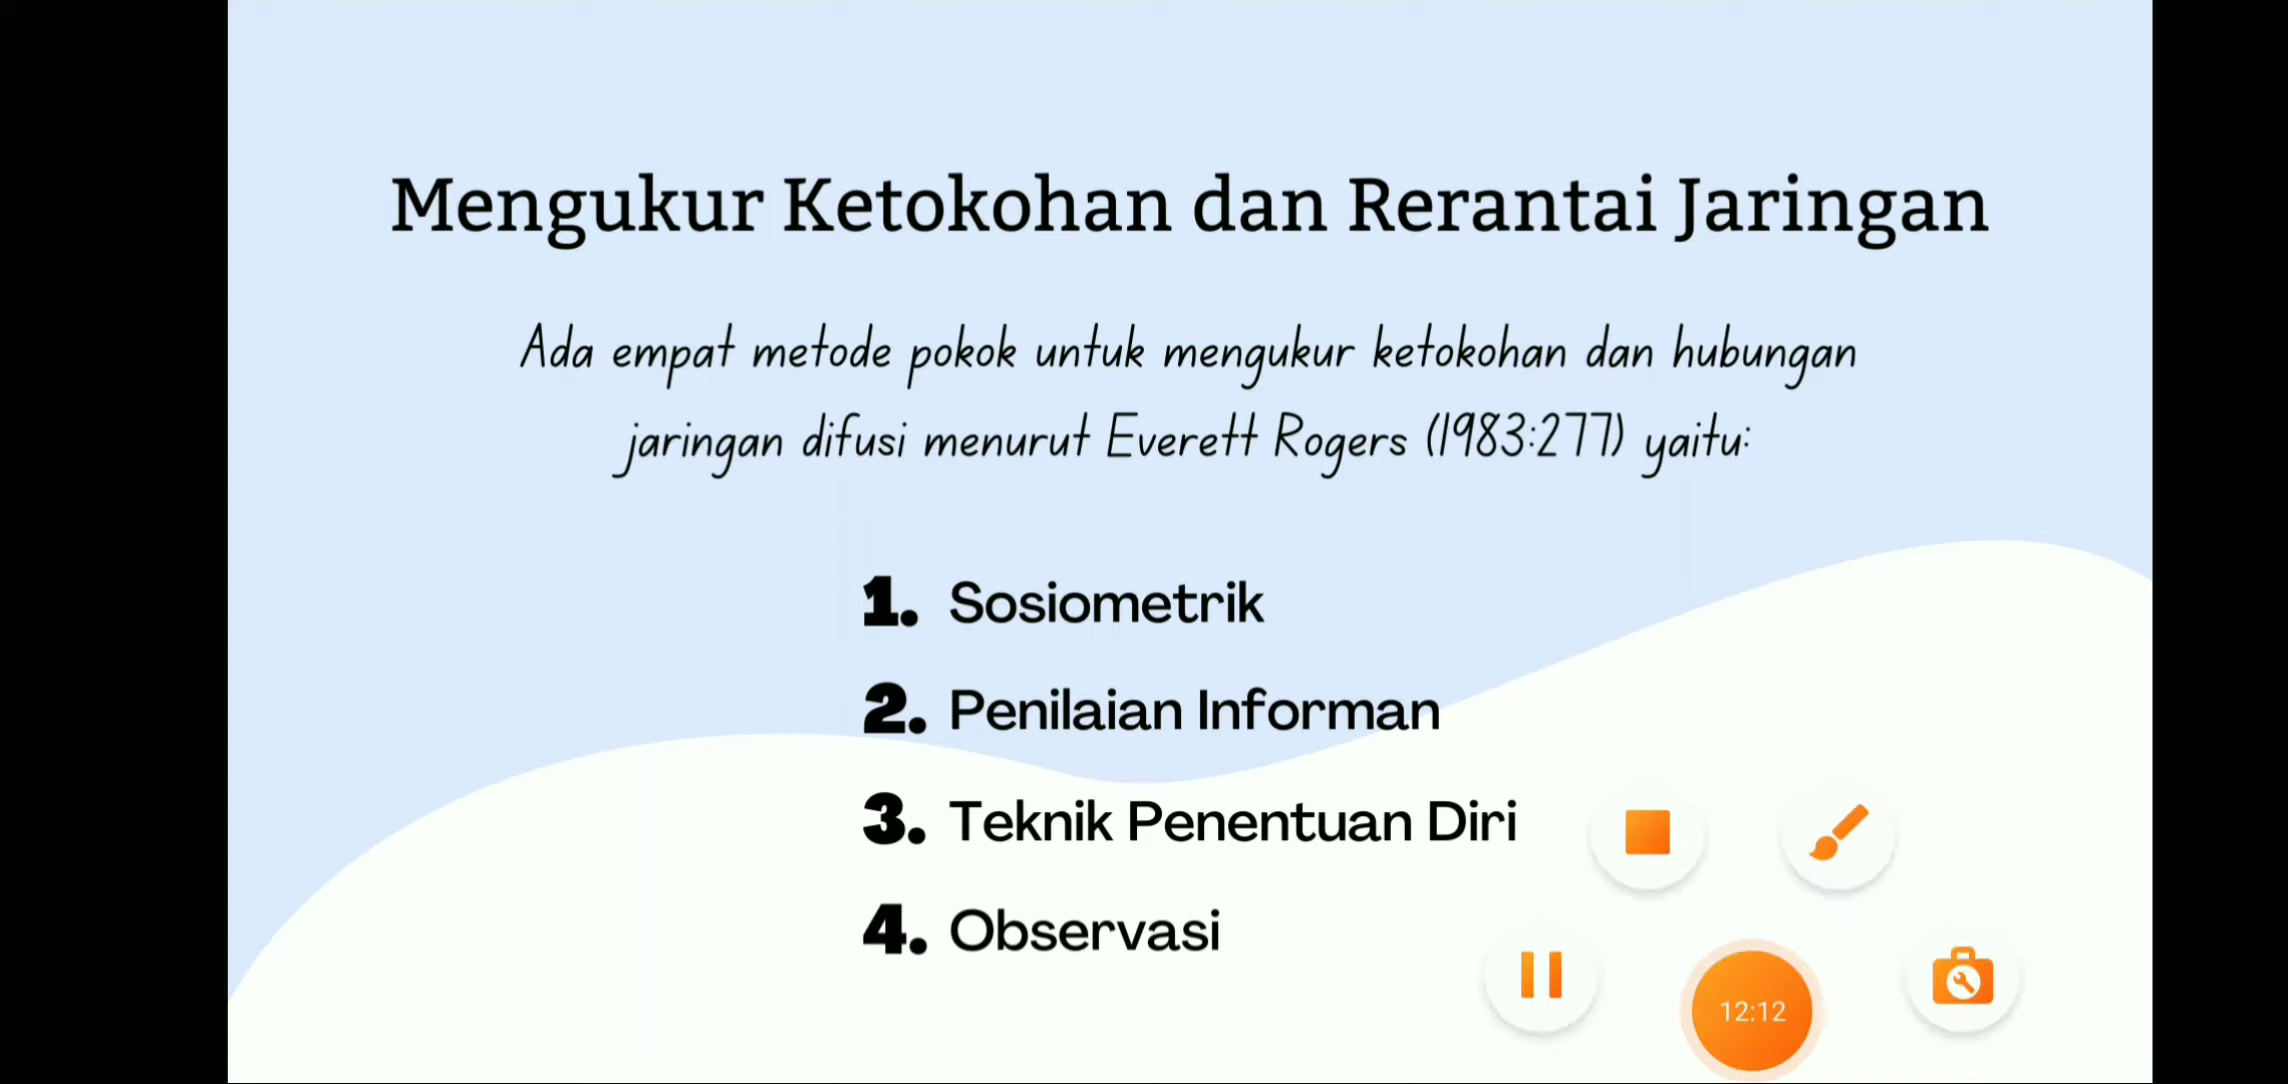 Mengukur Ketokohan dan Rerantai Jaringan
Ada empat metode pokok untuk mengukur ketokohan dan hubungan
jaringan difusi menurut Everett Rogers (1983:277) yaitu:
1. Sosiometrik
2. Penilaian Informan
3. Teknik Penentuan Diri
4. Observasi
12:12